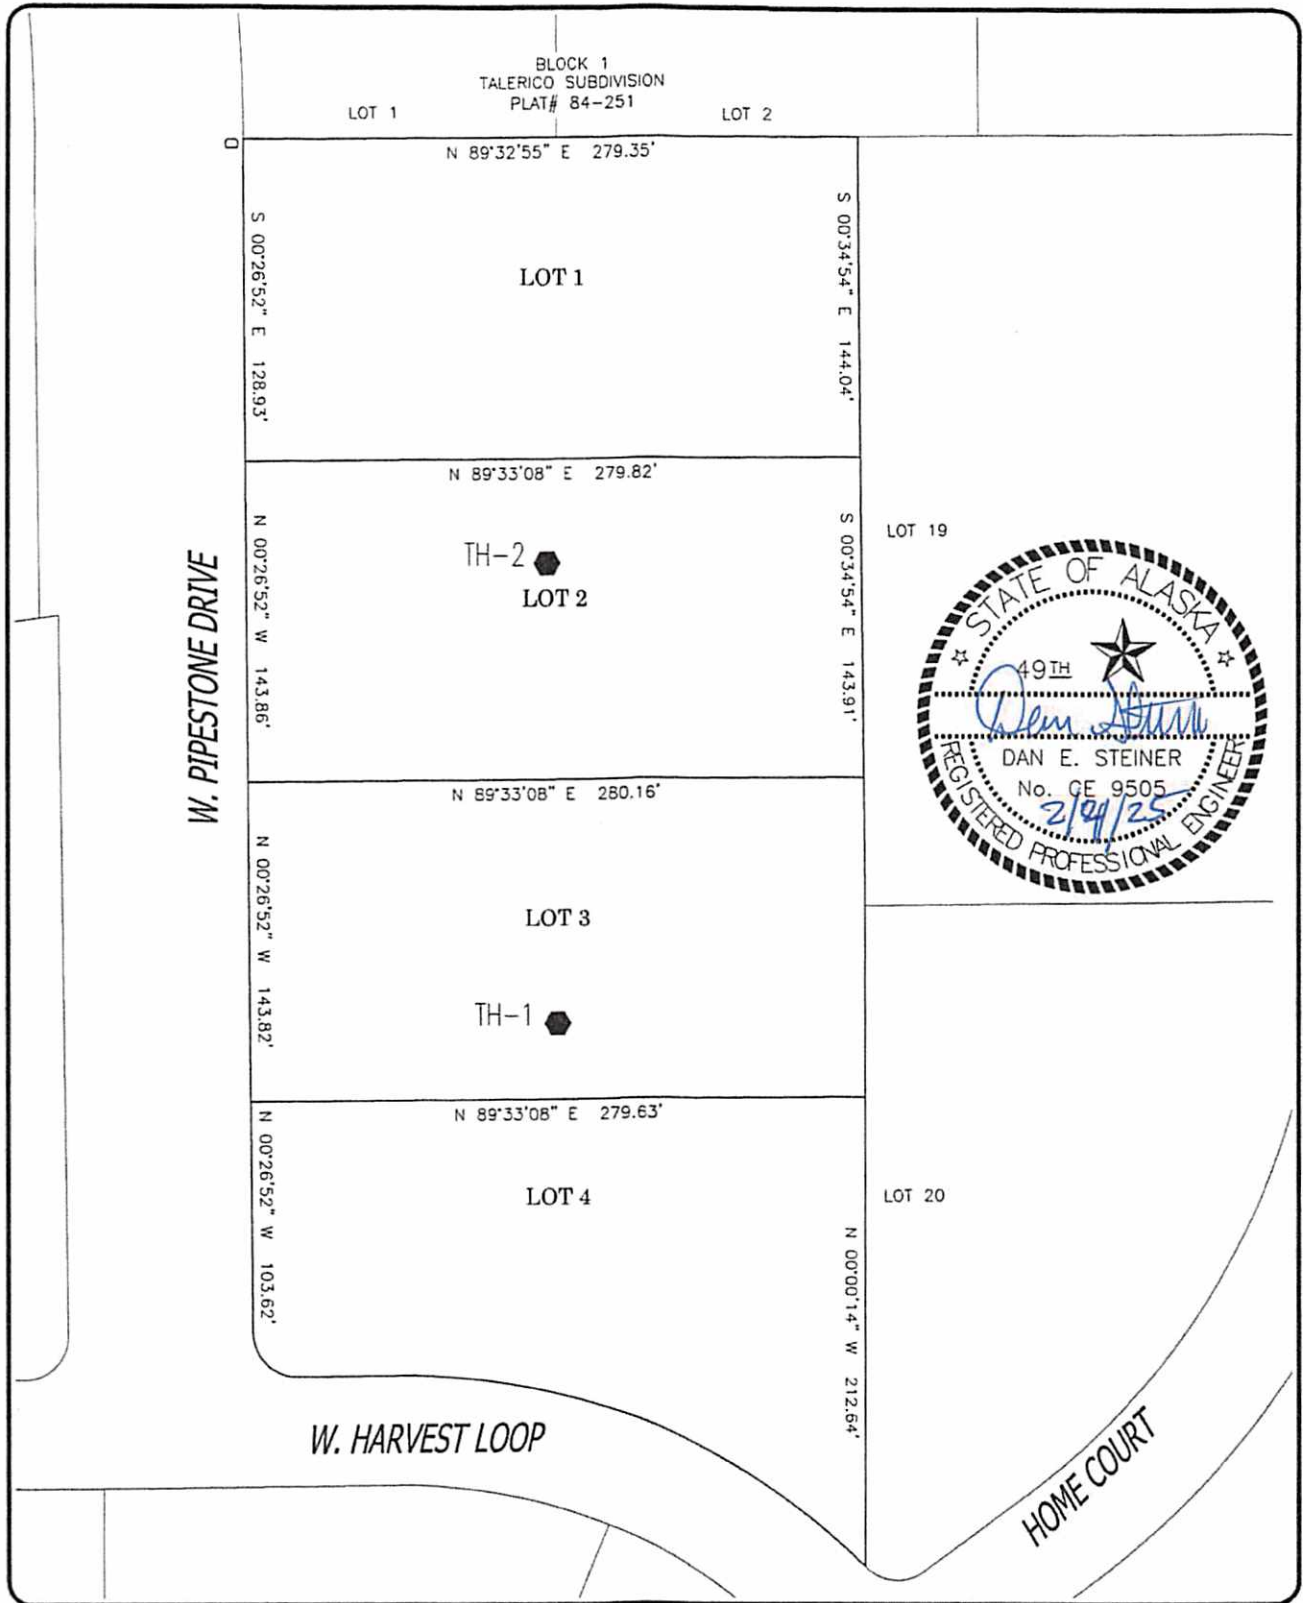 BLOCK 1
TALERICO SUBDIVISION
PLAT# 84-251
LOT 1
LOT 2
N 89°32'55" E 279.35'
S 00°26'52" E 128.93'
LOT 1
S 00°34'54" E 144.04'
N 89°33'08" E 279.82'
N 00°26'52" W 143.86'
TH-2
LOT 2
S 00°34'54" E 143.91'
LOT 19
W. PIPESTONE DRIVE
STATE OF ALASKA
49TH
DAN E. STEINER
No. CE 9505
REGISTERED PROFESSIONAL ENGINEER
N 89°33'08" E 280.16'
N 00°26'52" W 143.82'
LOT 3
TH-1
N 89°33'08" E 279.63'
N 00°26'52" W 103.62'
LOT 4
LOT 20
N 00°00'14" W 212.64'
W. HARVEST LOOP
HOME COURT